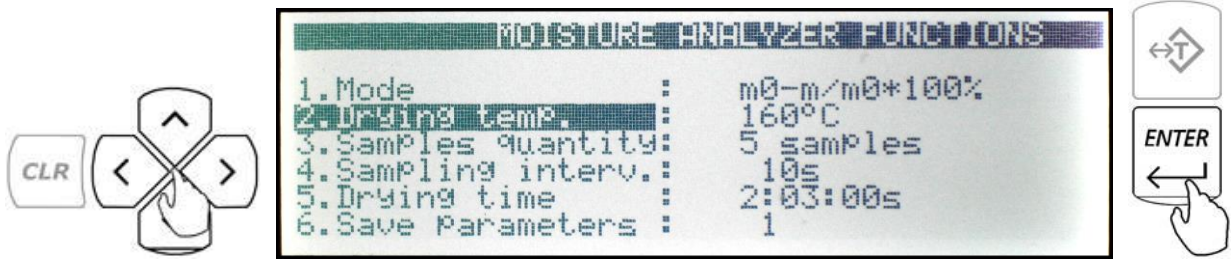 MOISTURE ANALYZER FUNCTIONS
1.Mode : m0-m/m0*100%
2.Drying temp. : 160°C
3.Samples quantity: 5 samples
4.Sampling interv.: 10s
5.Drying time : 2:03:00s
6.Save parameters : 1
CLR
T
ENTER